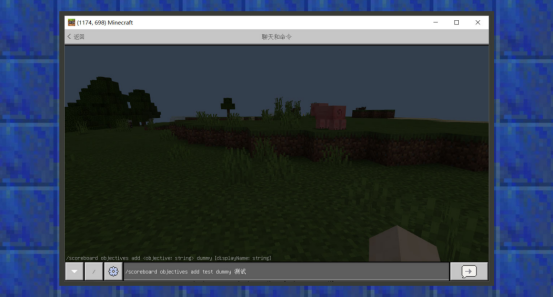 (1174, 698) Minecraft
返回
聊天和命令
/scoreboard objectives add <objective: string> dummy [displayName: string]
/scoreboard objectives add test dummy 测试